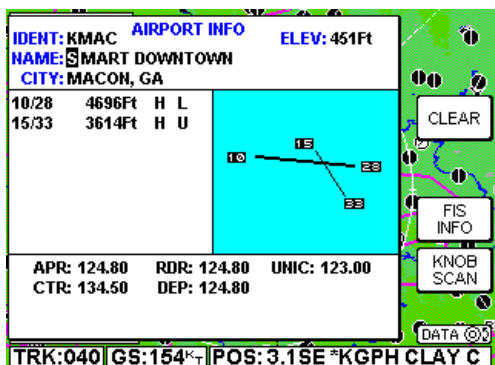 AIRPORT INFO
IDENT: KMAC ELEV: 451Ft
NAME: SMART DOWNTOWN
CITY: MACON, GA
10/28 4696Ft H L
15/33 3614Ft H U
15
10
28
33
APR: 124.80 RDR: 124.80 UNIC: 123.00
CTR: 134.50 DEP: 124.80
CLEAR
FIS
INFO
KNOB
SCAN
DATA
TRK:040 GS:154KT POS: 3.1SE *KGPH CLAY C